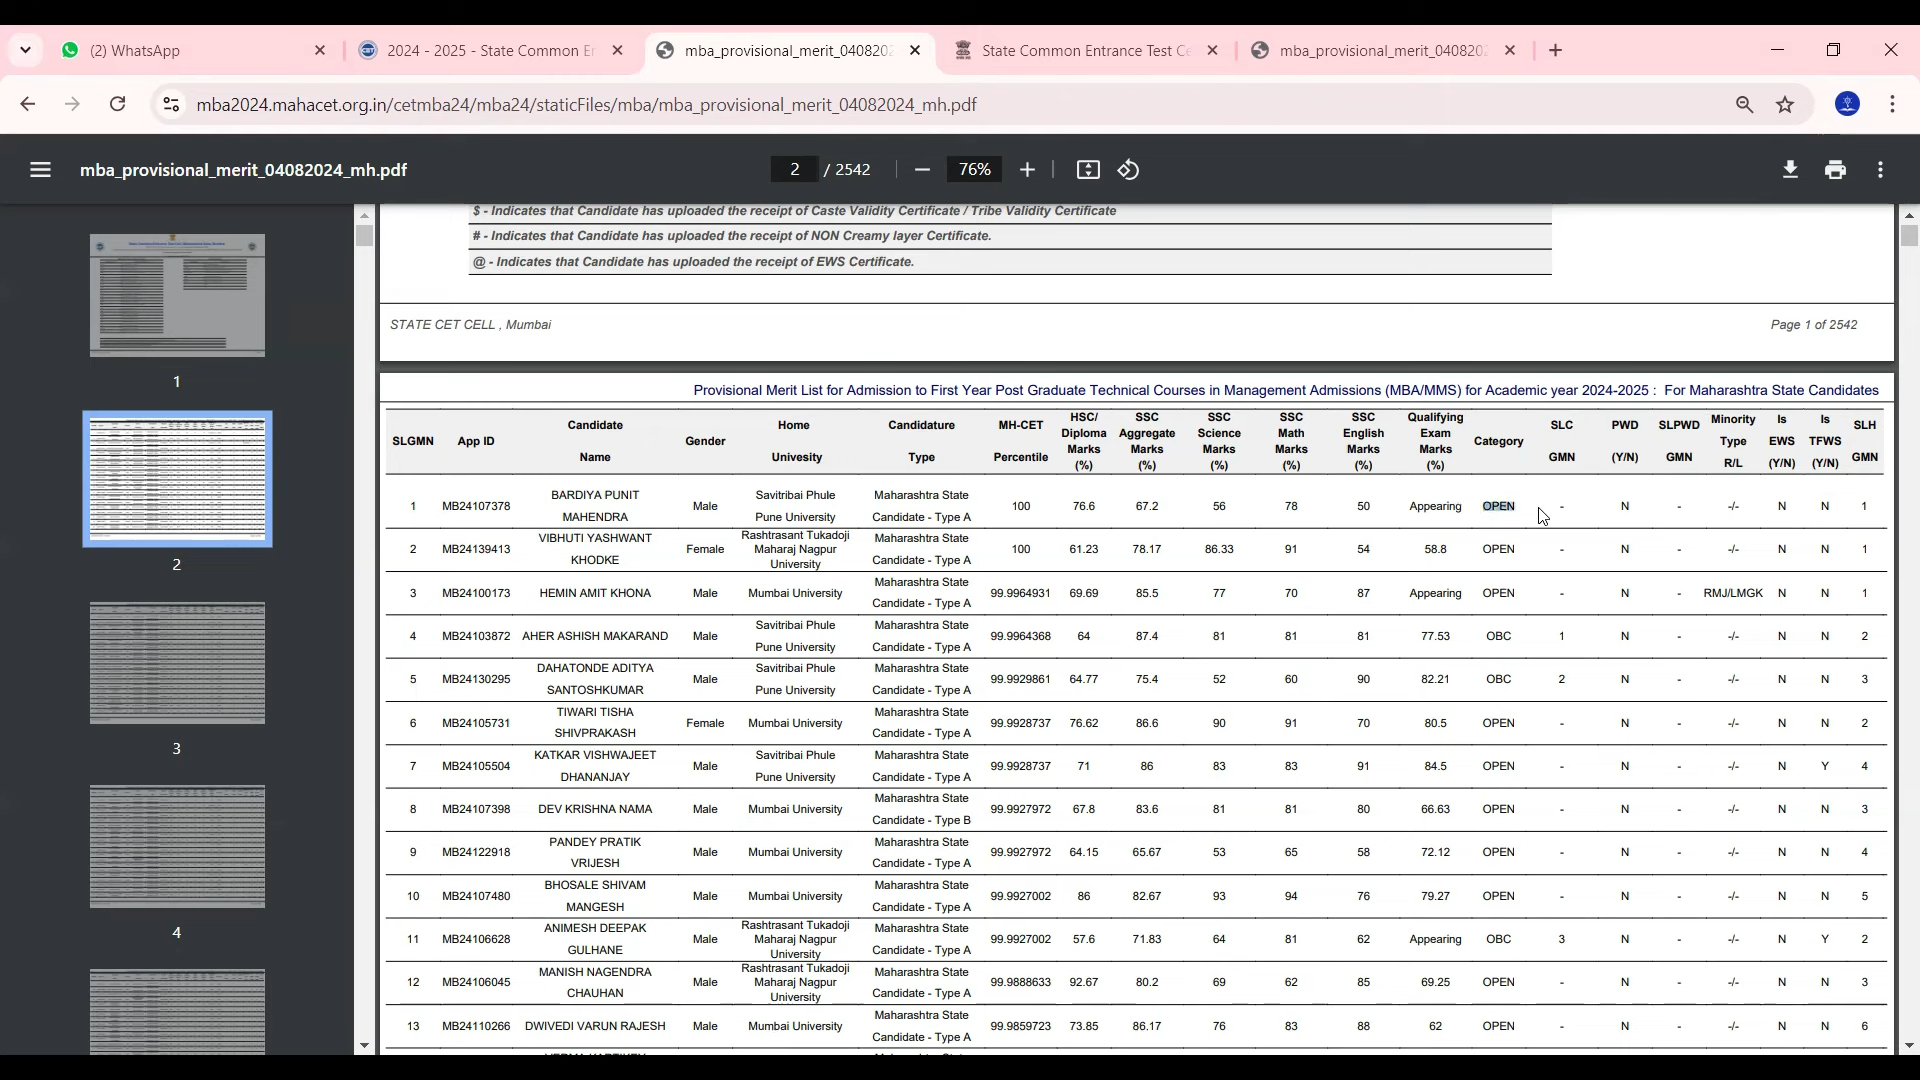 (2) WhatsApp
2024 - 2025 - State Common Er
mba_provisional_merit_040820
State Common Entrance Test Ce
mba_provisional_merit_040820
mba2024.mahacet.org.in/cetmba24/mba24/staticFiles/mba/mba_provisional_merit_04082024_mh.pdf
mba_provisional_merit_04082024_mh.pdf
2 / 2542
76%
1
2
3
4
$ - Indicates that Candidate has uploaded the receipt of Caste Validity Certificate / Tribe Validity Certificate
# - Indicates that Candidate has uploaded the receipt of NON Creamy layer Certificate.
@ - Indicates that Candidate has uploaded the receipt of EWS Certificate.
STATE CET CELL , Mumbai Page 1 of 2542
Provisional Merit List for Admission to First Year Post Graduate Technical Courses in Management Admissions (MBA/MMS) for Academic year 2024-2025 : For Maharashtra State Candidates
SLGMN App ID Candidate Name Gender Home Univesity Candidature Type MH-CET Percentile HSC/ Diploma Marks (%) SSC Aggregate Marks (%) SSC Science Marks (%) SSC Math Marks (%) SSC English Marks (%) Qualifying Exam Marks (%) Category SLC GMN PWD (Y/N) SLPWD GMN Minority Type R/L Is EWS (Y/N) Is TFWS (Y/N) SLH GMN
1 MB24107378 BARDIYA PUNIT MAHENDRA Male Savitribai Phule Pune University Maharashtra State Candidate - Type A 100 76.6 67.2 56 78 50 Appearing OPEN - N - -/- N N 1
2 MB24139413 VIBHUTI YASHWANT KHODKE Female Rashtrasant Tukadoji Maharaj Nagpur University Maharashtra State Candidate - Type A 100 61.23 78.17 86.33 91 54 58.8 OPEN - N - -/- N N 1
3 MB24100173 HEMIN AMIT KHONA Male Mumbai University Maharashtra State Candidate - Type A 99.9964931 69.69 85.5 77 70 87 Appearing OPEN - N - RMJ/LMGK N N 1
4 MB24103872 AHER ASHISH MAKARAND Male Savitribai Phule Pune University Maharashtra State Candidate - Type A 99.9964368 64 87.4 81 81 81 77.53 OBC 1 N - -/- N N 2
5 MB24130295 DAHATONDE ADITYA SANTOSHKUMAR Male Savitribai Phule Pune University Maharashtra State Candidate - Type A 99.9929861 64.77 75.4 52 60 90 82.21 OBC 2 N - -/- N N 3
6 MB24105731 TIWARI TISHA SHIVPRAKASH Female Mumbai University Maharashtra State Candidate - Type A 99.9928737 76.62 86.6 90 91 70 80.5 OPEN - N - -/- N N 2
7 MB24105504 KATKAR VISHWAJEET DHANANJAY Male Savitribai Phule Pune University Maharashtra State Candidate - Type A 99.9928737 71 86 83 83 91 84.5 OPEN - N - -/- N Y 4
8 MB24107398 DEV KRISHNA NAMA Male Mumbai University Maharashtra State Candidate - Type B 99.9927972 67.8 83.6 81 81 80 66.63 OPEN - N - -/- N N 3
9 MB24122918 PANDEY PRATIK VRIJESH Male Mumbai University Maharashtra State Candidate - Type A 99.9927972 64.15 65.67 53 65 58 72.12 OPEN - N - -/- N N 4
10 MB24107480 BHOSALE SHIVAM MANGESH Male Mumbai University Maharashtra State Candidate - Type A 99.9927002 86 82.67 93 94 76 79.27 OPEN - N - -/- N N 5
11 MB24106628 ANIMESH DEEPAK GULHANE Male Rashtrasant Tukadoji Maharaj Nagpur University Maharashtra State Candidate - Type A 99.9927002 57.6 71.83 64 81 62 Appearing OBC 3 N - -/- N Y 2
12 MB24106045 MANISH NAGENDRA CHAUHAN Male Rashtrasant Tukadoji Maharaj Nagpur University Maharashtra State Candidate - Type A 99.9888633 92.67 80.2 69 62 85 69.25 OPEN - N - -/- N N 3
13 MB24110266 DWIVEDI VARUN RAJESH Male Mumbai University Maharashtra State Candidate - Type A 99.9859723 73.85 86.17 76 83 88 62 OPEN - N - -/- N N 6